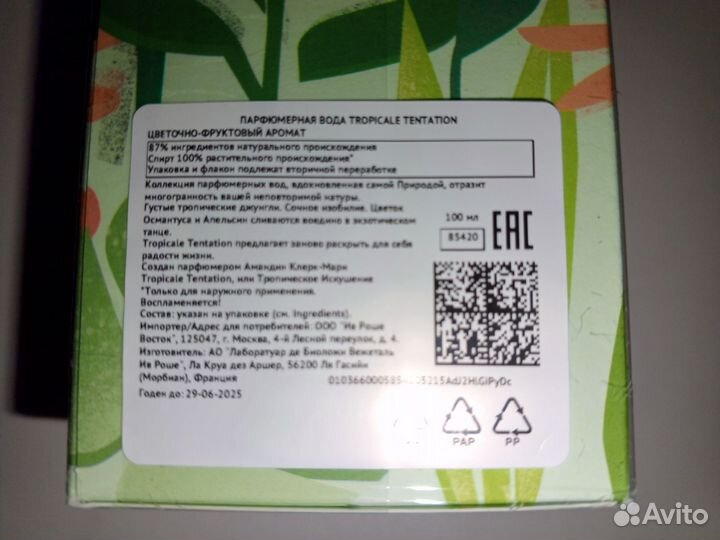 ПАРФЮМЕРНАЯ ВОДА TROPICALE TENTATION
ЦВЕТОЧНО-ФРУКТОВЫЙ АРОМАТ
87% ингредиентов натурального происхождения
Спирт 100% растительного происхождения*
Упаковка и флакон подлежат вторичной переработке
Коллекция парфюмерных вод, вдохновленная самой Природой, отразит
многогранность вашей неповторимой натуры.
Густые тропические джунгли. Сочное изобилие. Цветок
Османтуса и Апельсин сливаются воедино в экзотическом
танце.
Tropicale Tentation предлагает заново раскрыть для себя
радости жизни.
Создан парфюмером Амандин Клерк-Мари
Tropicale Tentation, или Тропическое Искушение
*Только для наружного применения.
Воспламеняется!
Состав: указан на упаковке (см. Ingredients).
Импортер/Адрес для потребителей: ООО "Ив Роше
Восток", 125047, г. Москва, 4-й Лесной переулок, д. 4.
Изготовитель: АО "Лаборатуар де Биоложи Вежеталь
Ив Роше", Ла Круа дез Аршер, 56200 Ля Гасийи
(Морбиан), Франция
Годен до: 29-06-2025
100 мл
85420
EAC
PAP
PP
Avito